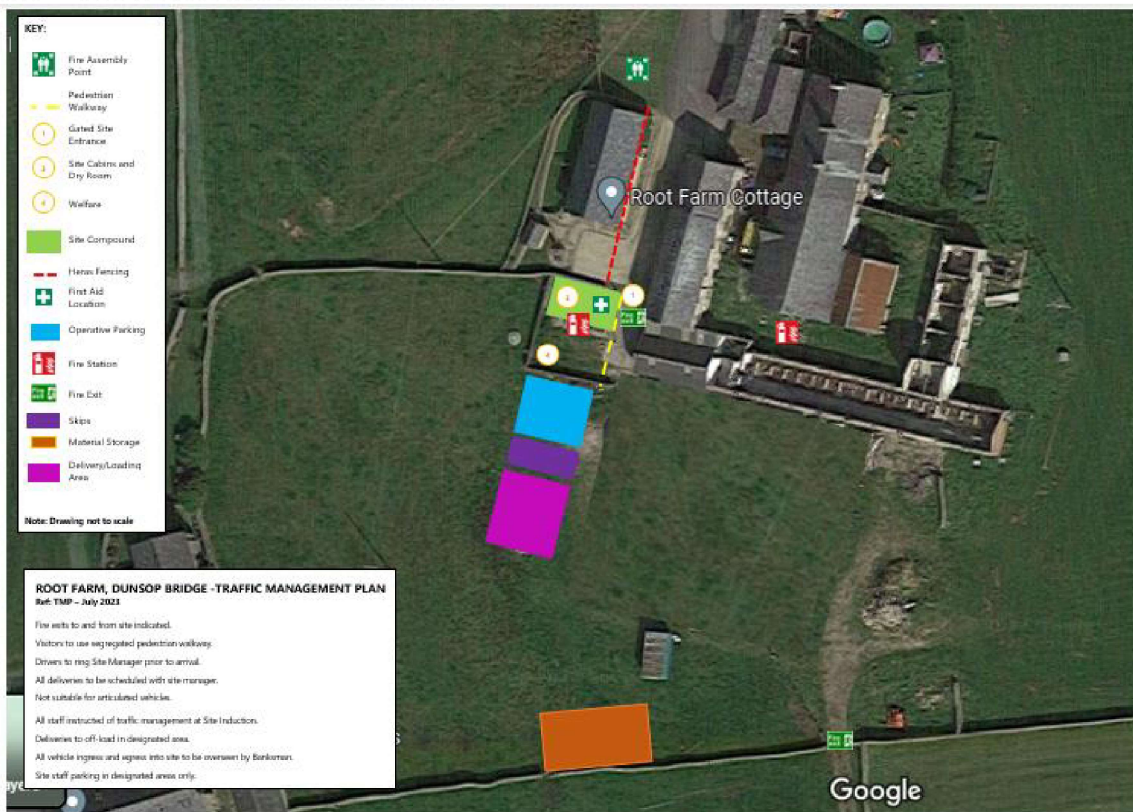 KEY:
Fire Assembly
Point
Pedestrian
Walkway
1
Gated Site
Entrance
Site Cabins and
Dry Room
4
Welfare
Site Compound
Heras Fencing
First Aid
Location
Operative Parking
Fire Station
Fire Exit
Skips
Material Storage
Delivery/Loading
Area
Note: Drawing not to scale
Root Farm Cottage
1
4
ROOT FARM, DUNSOP BRIDGE -TRAFFIC MANAGEMENT PLAN
Ref: TMP – July 2023
Fire exits to and from site indicated.
Visitors to use segregated pedestrian walkway.
Drivers to ring Site Manager prior to arrival.
All deliveries to be scheduled with site manager.
Not suitable for articulated vehicles.
All staff instructed of traffic management at Site Induction.
Deliveries to off-load in designated area.
All vehicle ingress and egress into site to be overseen by Banksman.
Site staff parking in designated areas only.
Google